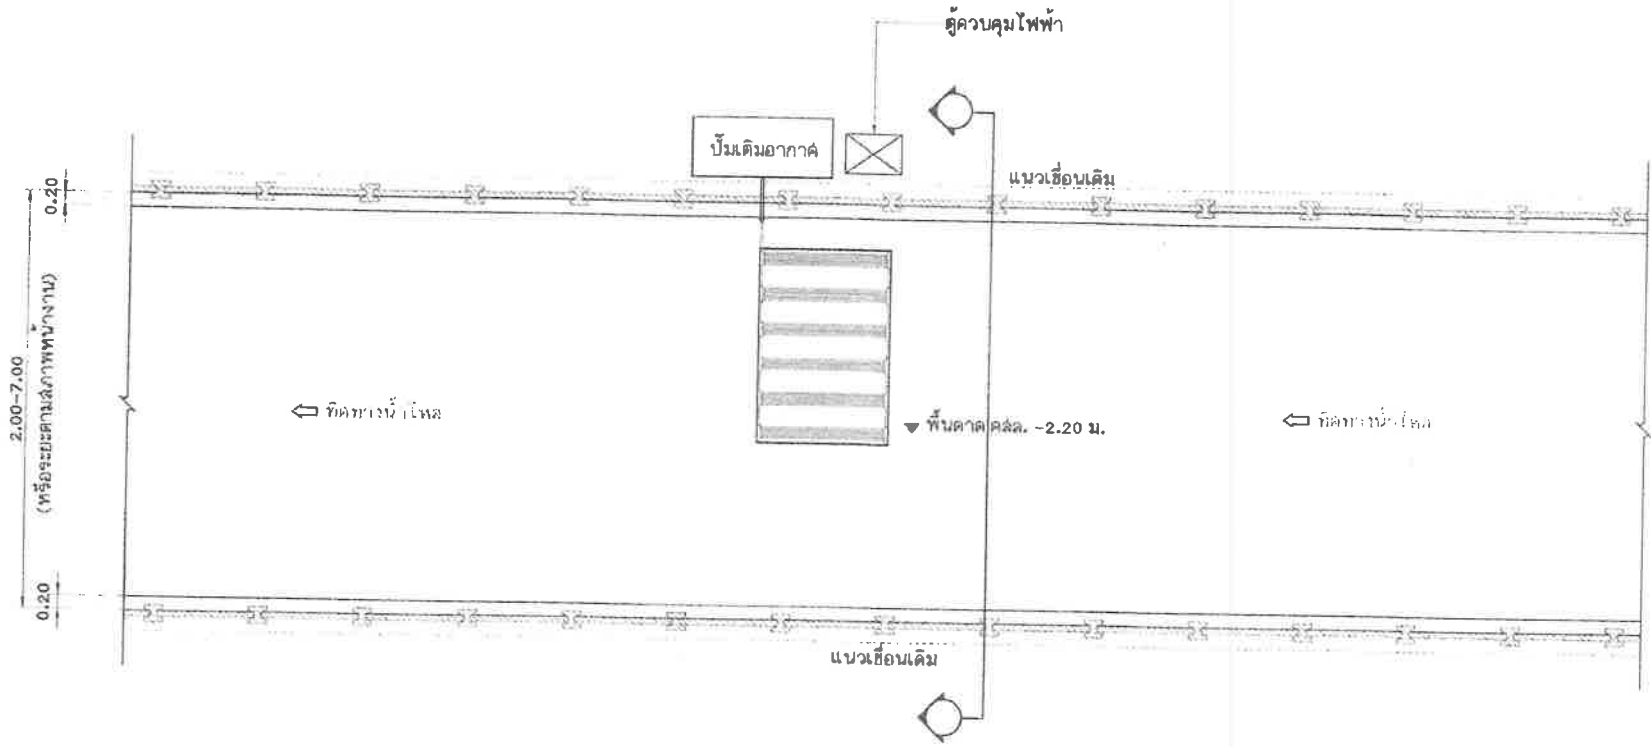 ตู้ควบคุมไฟฟ้า
ปั๊มเติมอากาศ
แนวเขื่อนเดิม
0.20
2.00-7.00
(หรือระยะตามสภาพหน้างาน)
ทิศทางน้ำไหล
พื้นดาด คสล. -2.20 ม.
ทิศทางน้ำไหล
0.20
แนวเขื่อนเดิม